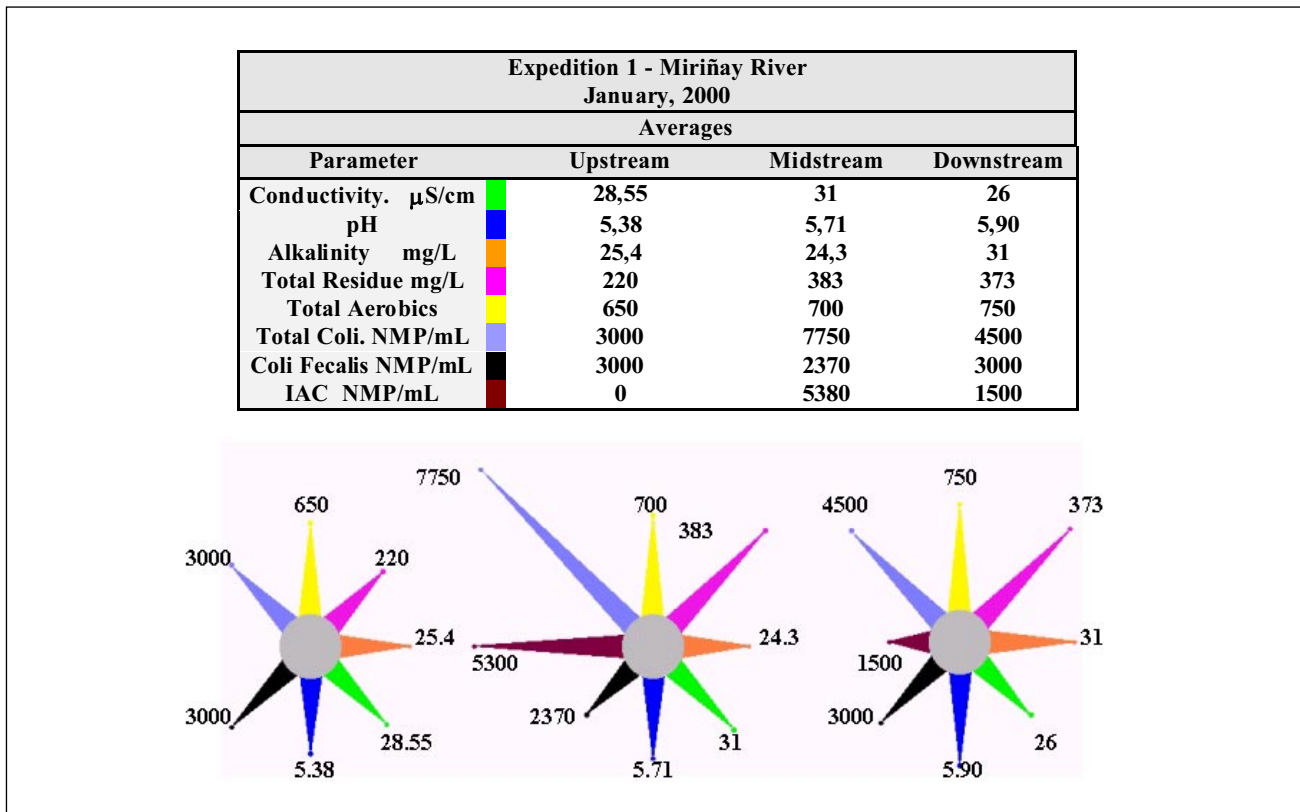 Expedition 1 - Miriñay River
January, 2000
Averages
Parameter Upstream Midstream Downstream
Conductivity. μS/cm 28,55 31 26
pH 5,38 5,71 5,90
Alkalinity mg/L 25,4 24,3 31
Total Residue mg/L 220 383 373
Total Aerobics 650 700 750
Total Coli. NMP/mL 3000 7750 4500
Coli Fecalis NMP/mL 3000 2370 3000
IAC NMP/mL 0 5380 1500
650
3000
220
25.4
3000
28.55
5.38
7750
700
383
24.3
5300
2370
31
5.71
750
4500
373
31
1500
3000
26
5.90